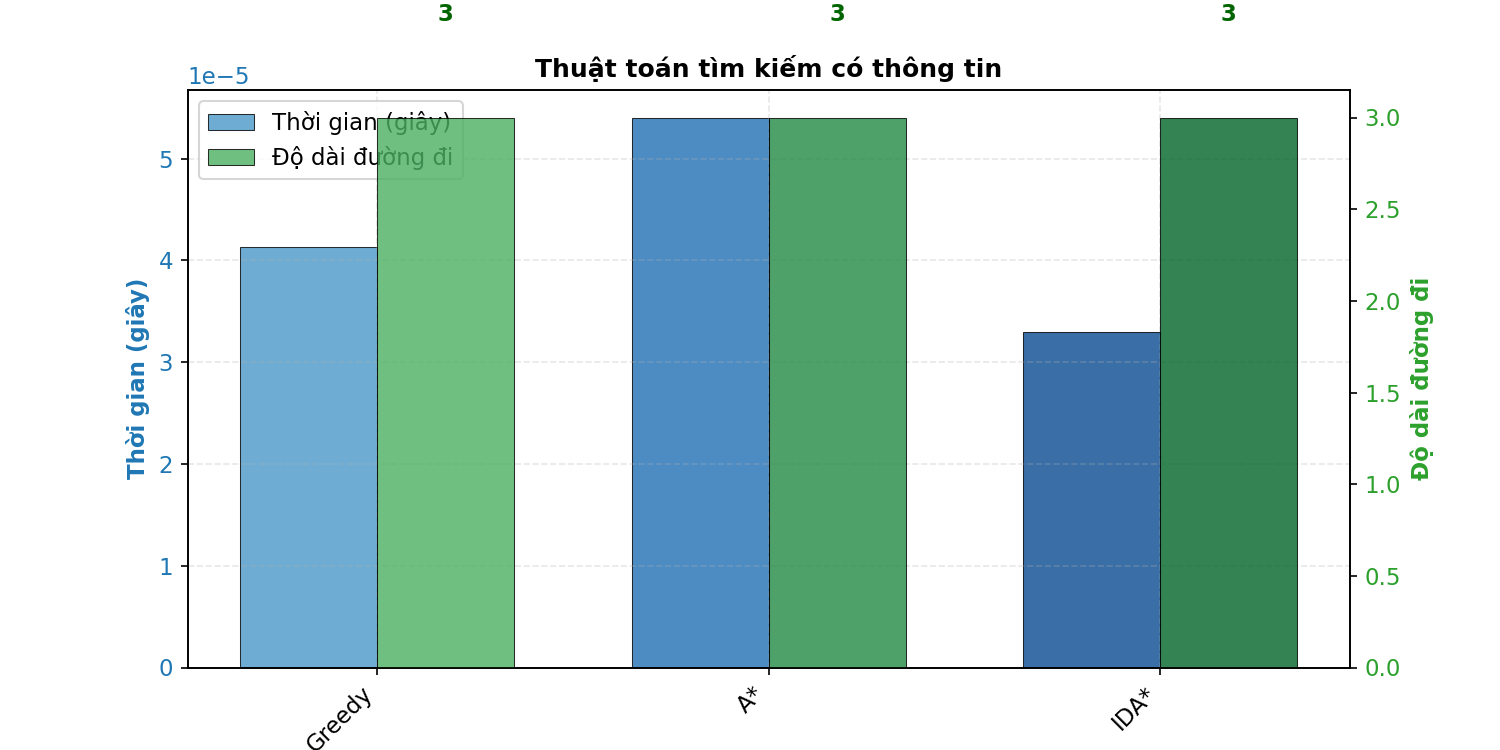 3 3 3
Thuật toán tìm kiếm có thông tin
1e−5
Thời gian (giây)
Độ dài đường đi
5
4
3
2
1
0
Thời gian (giây)
3.0
2.5
2.0
1.5
1.0
0.5
0.0
Độ dài đường đi
Greedy A* IDA*